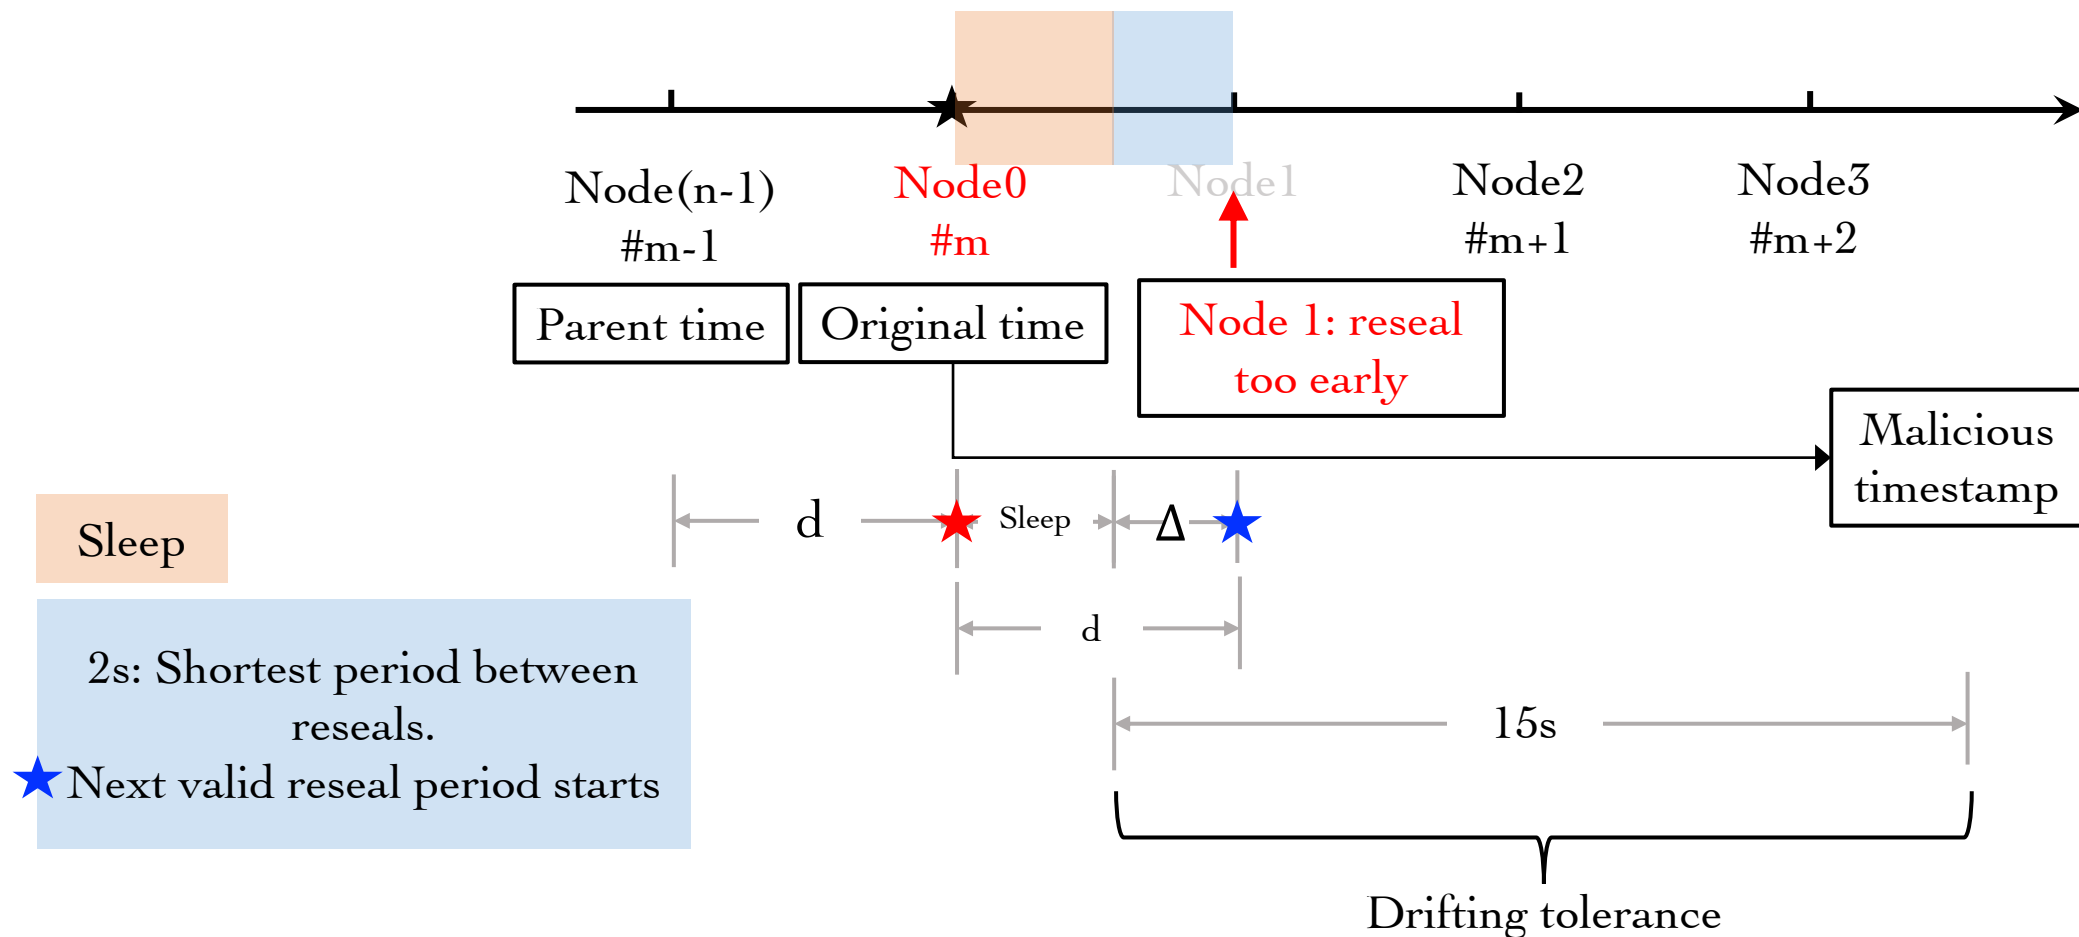 Node(n-1)
#m-1
Node0
#m
Node1
Node2
#m+1
Node3
#m+2
Parent time
Original time
Node 1: reseal
too early
Malicious
timestamp
d
Sleep
Δ
Sleep
d
2s: Shortest period between
reseals.
Next valid reseal period starts
15s
Drifting tolerance